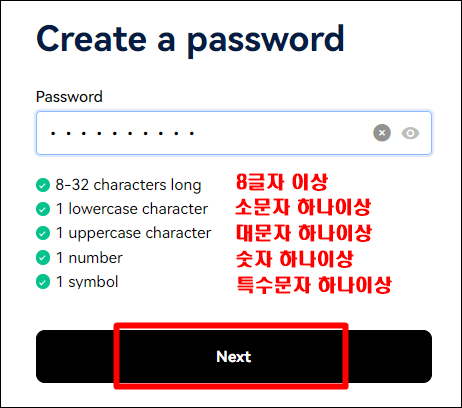 Create a password
Password
••••••••••
8-32 characters long 8글자 이상
1 lowercase character 소문자 하나이상
1 uppercase character 대문자 하나이상
1 number 숫자 하나이상
1 symbol 특수문자 하나이상
Next